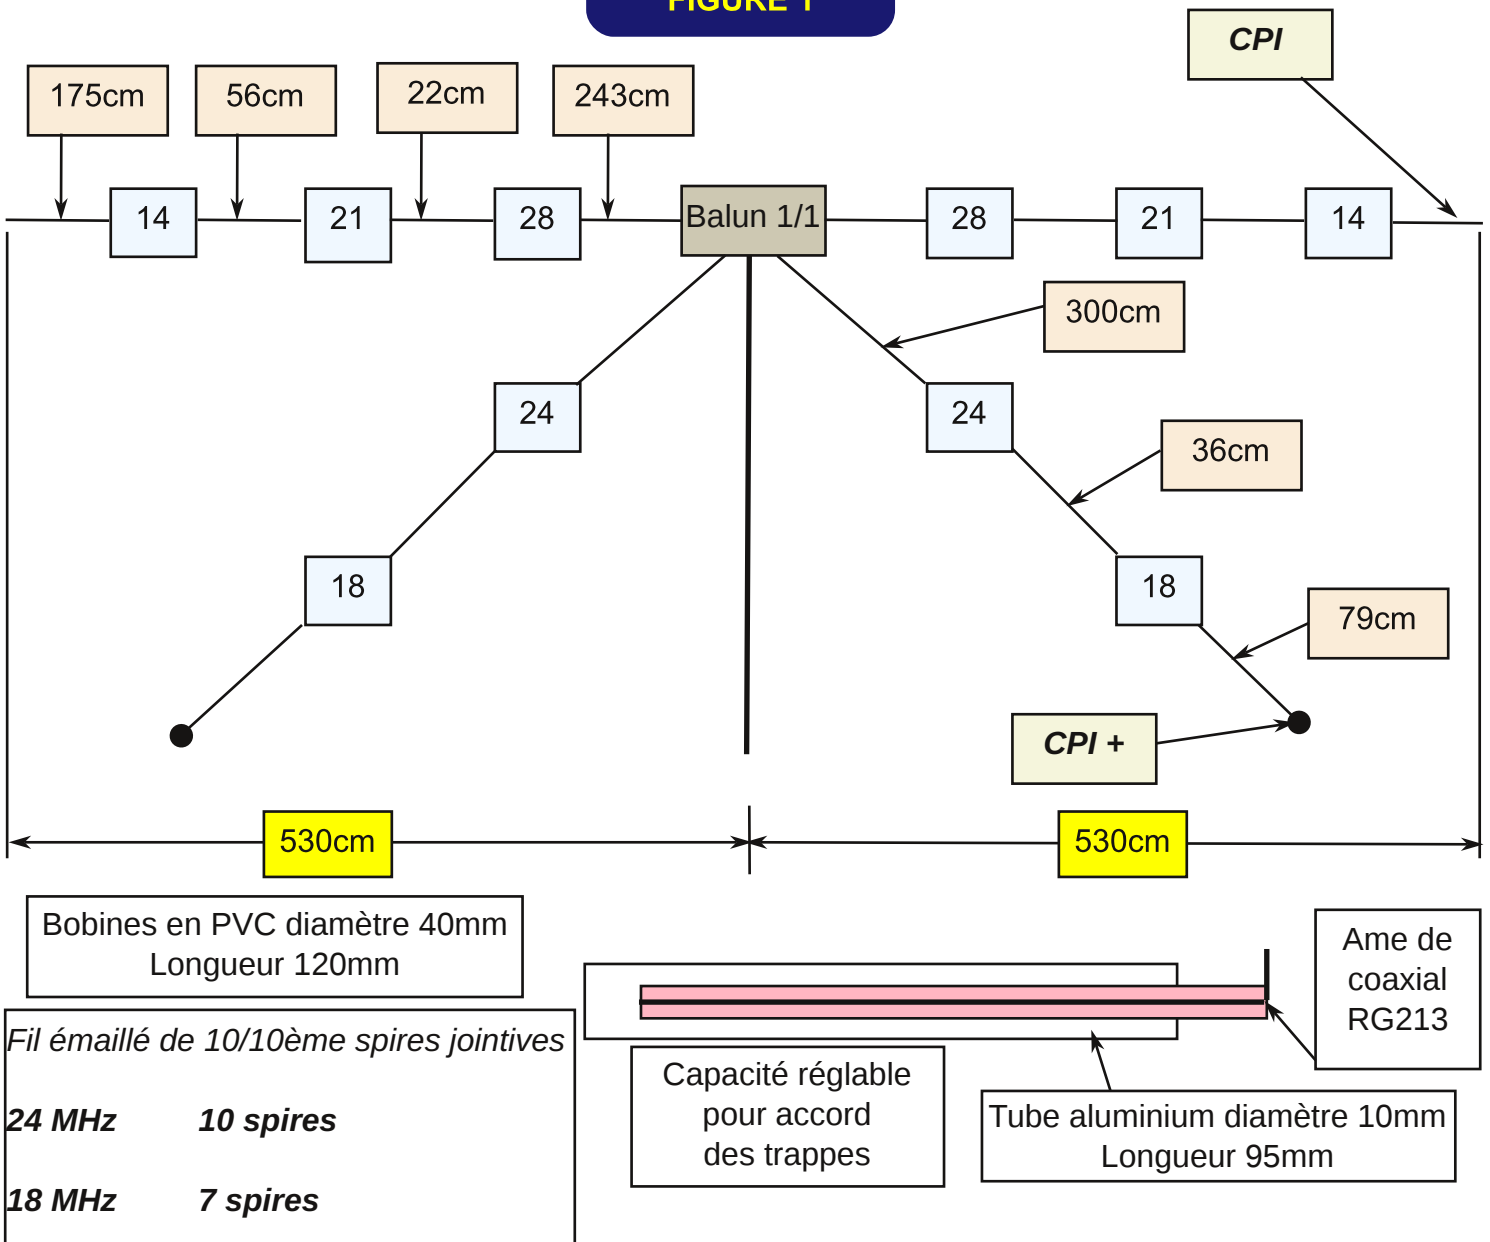 FIGURE 1
CPI
175cm
56cm
22cm
243cm
14
21
28
Balun 1/1
28
21
14
300cm
24
24
36cm
18
18
79cm
CPI +
530cm
530cm
Bobines en PVC diamètre 40mm
Longueur 120mm
Ame de
coaxial
RG213
Fil émaillé de 10/10ème spires jointives
24 MHz 10 spires
18 MHz 7 spires
Capacité réglable
pour accord
des trappes
Tube aluminium diamètre 10mm
Longueur 95mm